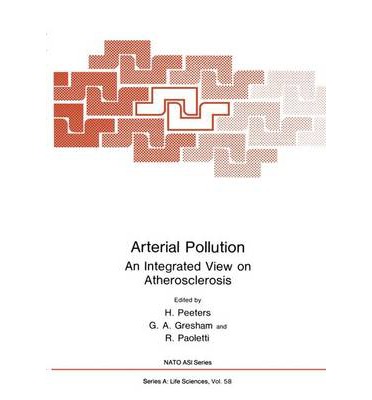 Arterial Pollution
An Integrated View on
Atherosclerosis
Edited by
H. Peeters
G. A. Gresham and
R. Paoletti
NATO ASI Series
Series A: Life Sciences, Vol. 58